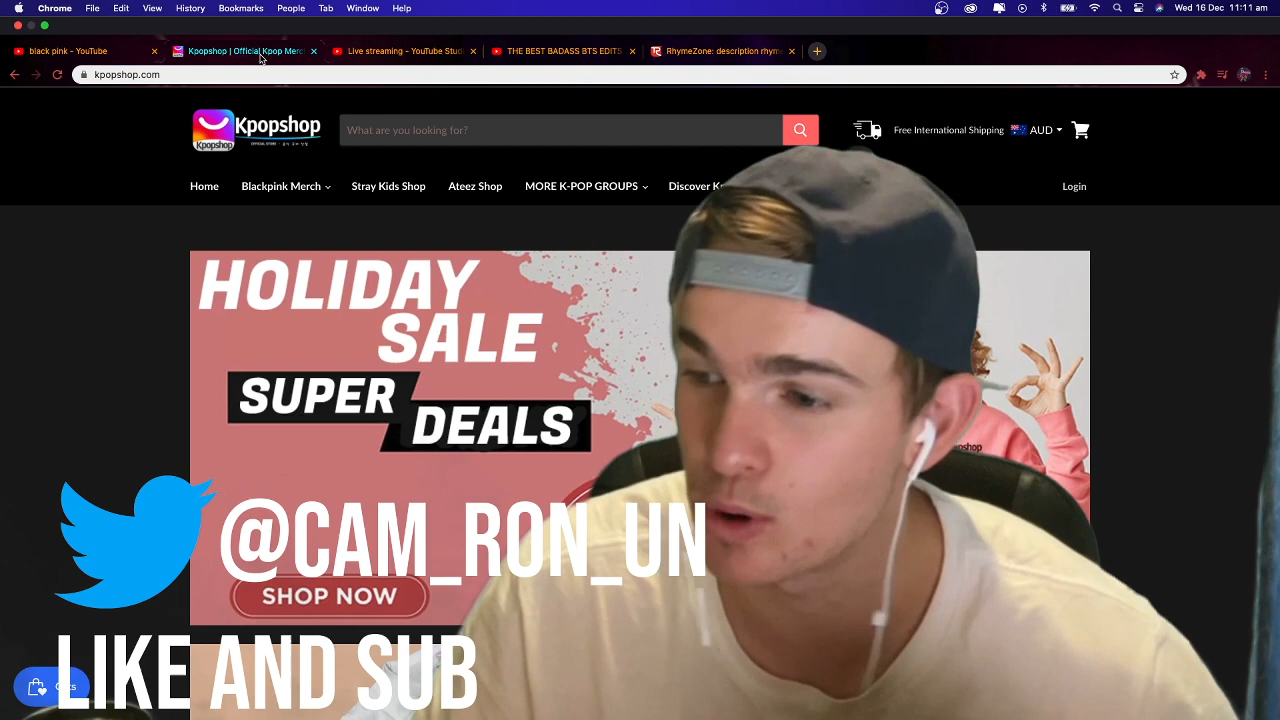 Chrome File Edit View History Bookmarks People Tab Window Help Wed 16 Dec 11:11 am
black pink - YouTube
Kpopshop | Official Kpop Merc
Live streaming - YouTube Stud
THE BEST BADASS BTS EDITS
RhymeZone: description rhym
kpopshop.com
Kpopshop
Kpopshop
What are you looking for?
Free International Shipping
AUD
Home
Blackpink Merch
Stray Kids Shop
Ateez Shop
MORE K-POP GROUPS
Discover
Login
HOLIDAY
SALE
SUPER
DEALS
@CAM_RON_UN
SHOP NOW
LIKE AND SUB